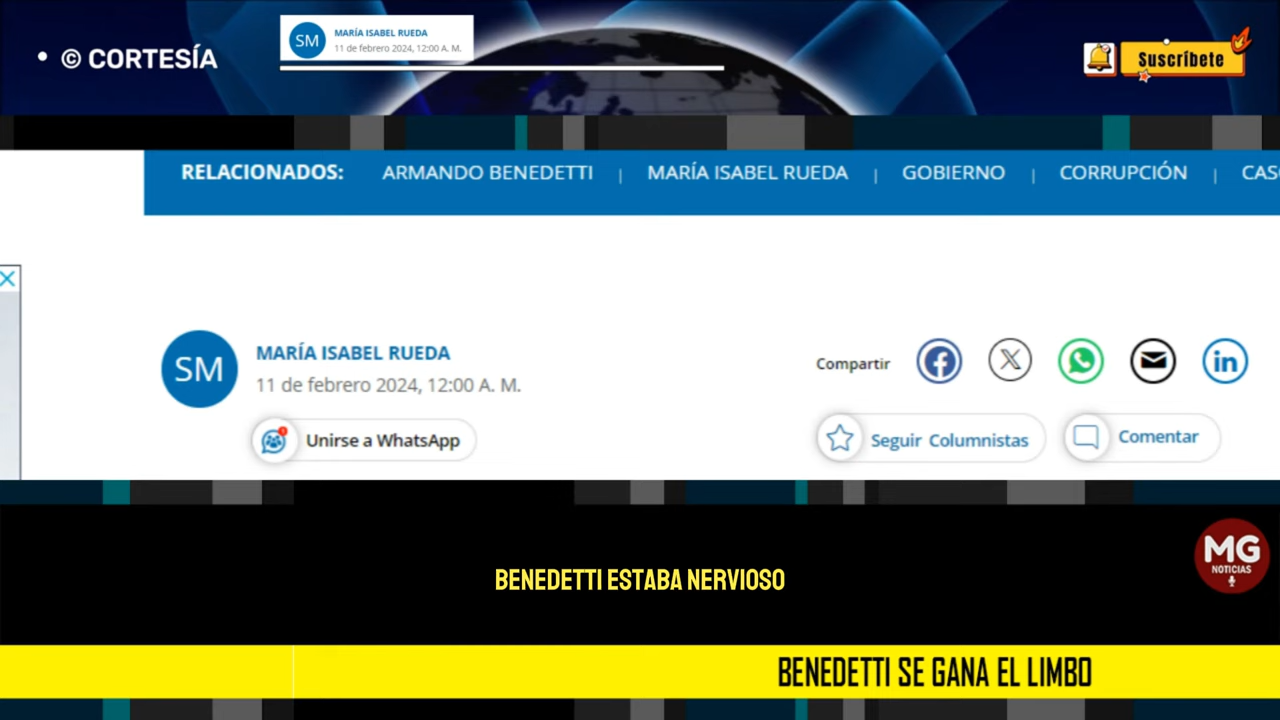 • © CORTESÍA
SM
MARÍA ISABEL RUEDA
11 de febrero 2024, 12:00 A. M.
Suscríbete
RELACIONADOS: ARMANDO BENEDETTI | MARÍA ISABEL RUEDA | GOBIERNO | CORRUPCIÓN | CAS
SM
MARÍA ISABEL RUEDA
11 de febrero 2024, 12:00 A. M.
Compartir
Unirse a WhatsApp
Seguir Columnistas
Comentar
BENEDETTI ESTABA NERVIOSO
MG
NOTICIAS
BENEDETTI SE GANA EL LIMBO